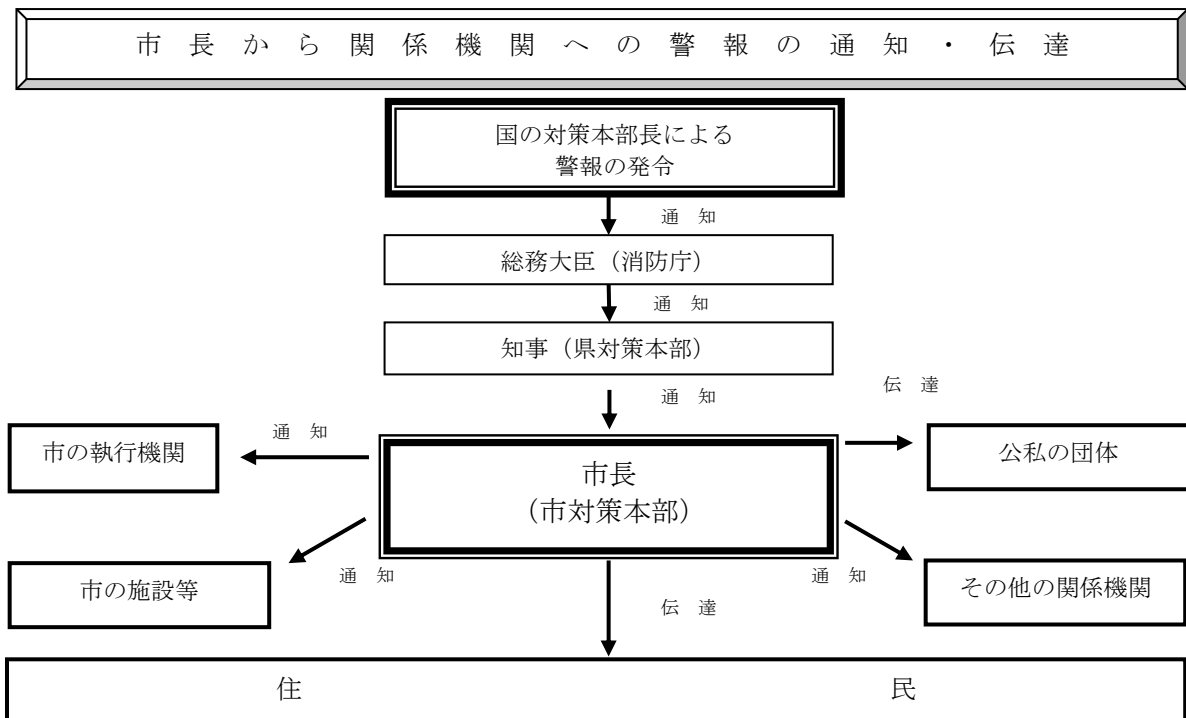 市長から関係機関への警報の通知・伝達
国の対策本部長による
警報の発令
通 知
総務大臣（消防庁）
通 知
知事（県対策本部）
通 知
伝 達
市の執行機関
通 知
市長
（市対策本部）
公私の団体
市の施設等
通 知
通 知
その他の関係機関
伝 達
住 民